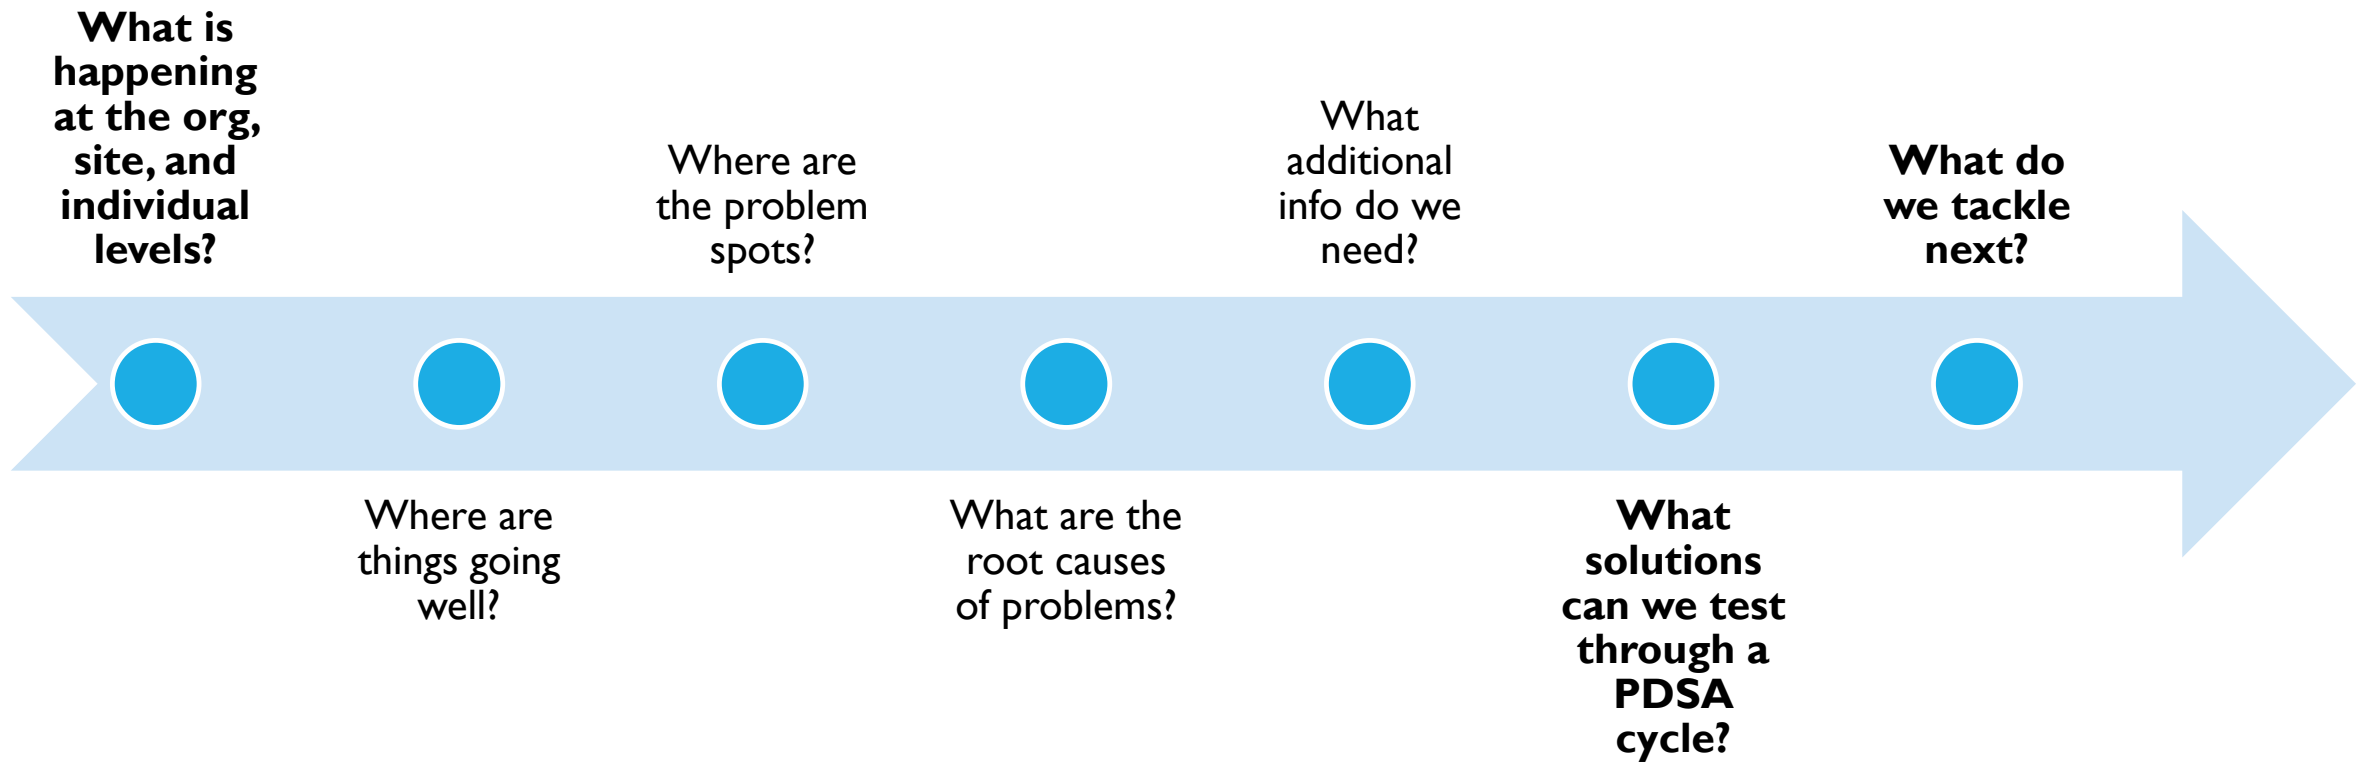 What is
happening
at the org,
site, and
individual
levels?
Where are
things going
well?
Where are
the problem
spots?
What are the
root causes
of problems?
What
additional
info do we
need?
What
solutions
can we test
through a
PDSA
cycle?
What do
we tackle
next?